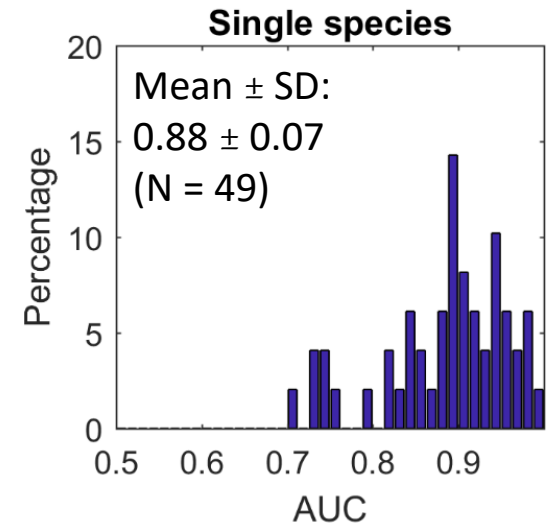 Single species
Mean ± SD:
0.88 ± 0.07
(N = 49)
Percentage
20
15
10
5
0
0.5 0.6 0.7 0.8 0.9
AUC